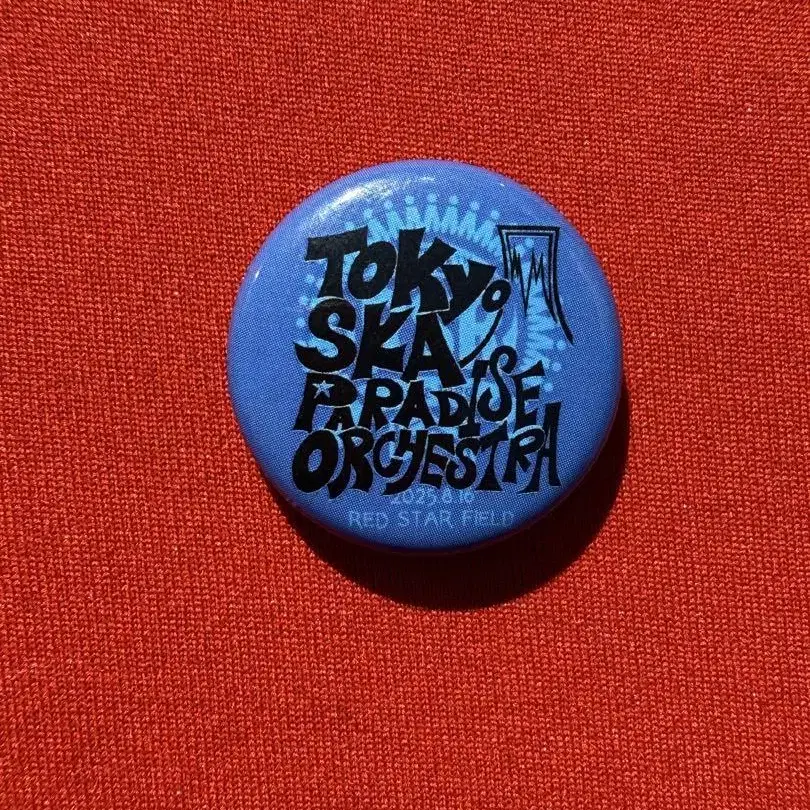 TOKYO
SKA
PARADISE
ORCHESTRA
2025.8.16
RED STAR FIELD